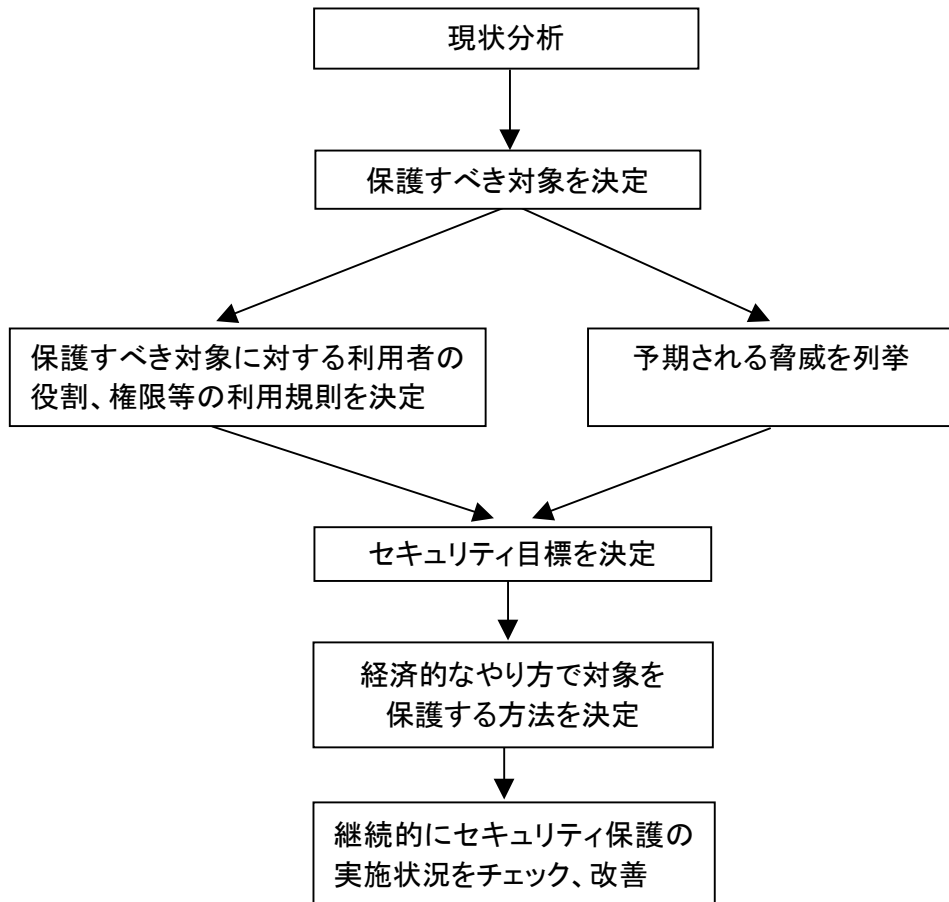 現状分析
保護すべき対象を決定
保護すべき対象に対する利用者の
役割、権限等の利用規則を決定
予期される脅威を列挙
セキュリティ目標を決定
経済的なやり方で対象を
保護する方法を決定
継続的にセキュリティ保護の
実施状況をチェック、改善